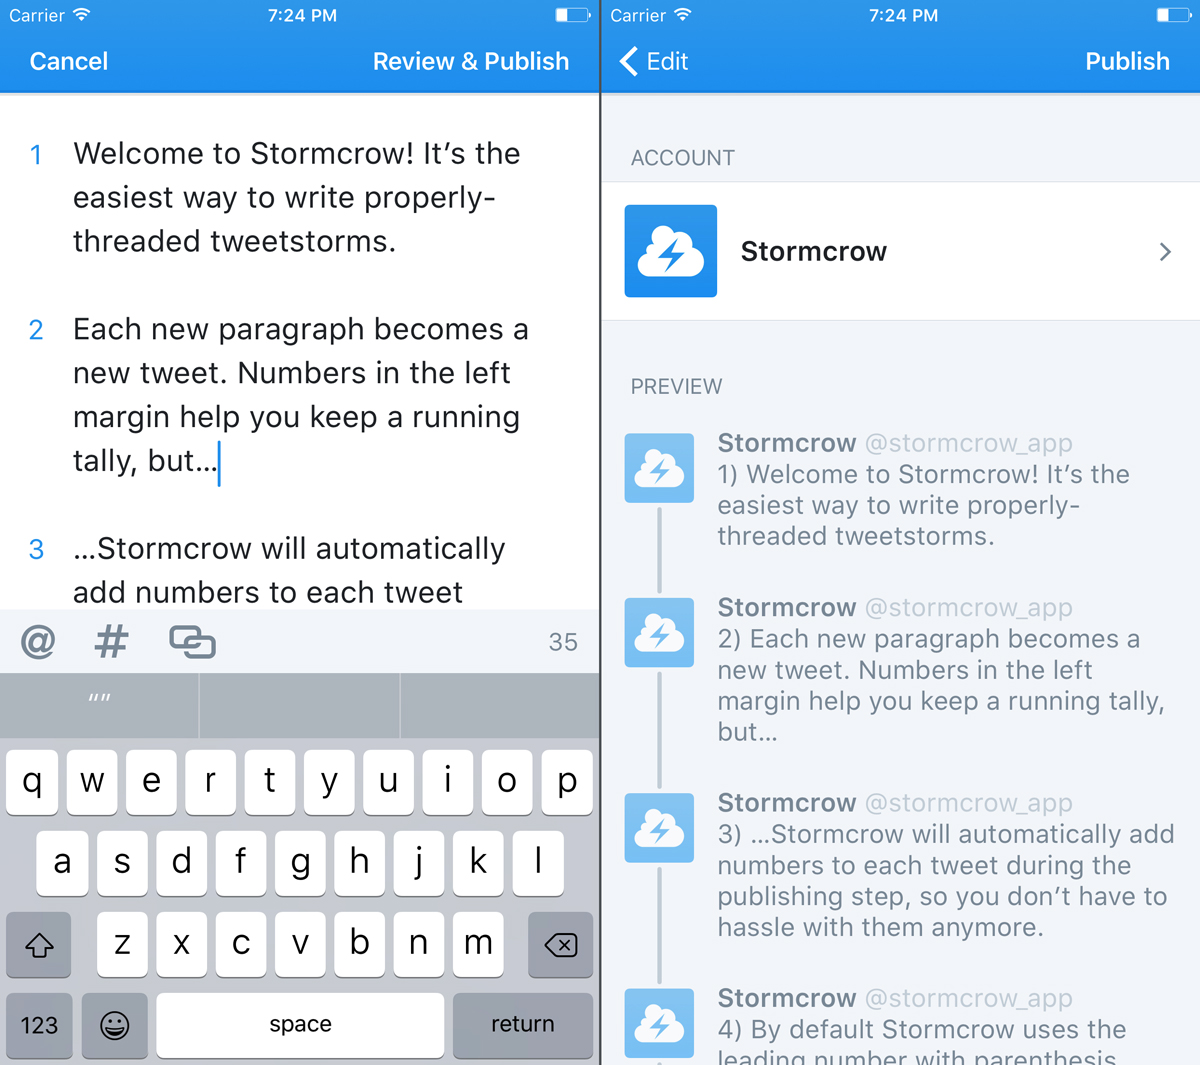 Carrier 7:24 PM
Cancel Review & Publish
1 Welcome to Stormcrow! It’s the
easiest way to write properly-
threaded tweetstorms.
2 Each new paragraph becomes a
new tweet. Numbers in the left
margin help you keep a running
tally, but...
3 ...Stormcrow will automatically
add numbers to each tweet
@ # 35
""
q w e r t y u i o p
a s d f g h j k l
z x c v b n m
123 space return
Carrier 7:24 PM
Edit Publish
ACCOUNT
Stormcrow
PREVIEW
Stormcrow @stormcrow_app
1) Welcome to Stormcrow! It’s the
easiest way to write properly-
threaded tweetstorms.
Stormcrow @stormcrow_app
2) Each new paragraph becomes a
new tweet. Numbers in the left
margin help you keep a running tally,
but...
Stormcrow @stormcrow_app
3) ...Stormcrow will automatically add
numbers to each tweet during the
publishing step, so you don’t have to
hassle with them anymore.
Stormcrow @stormcrow_app
4) By default Stormcrow uses the
leading number with parenthesis